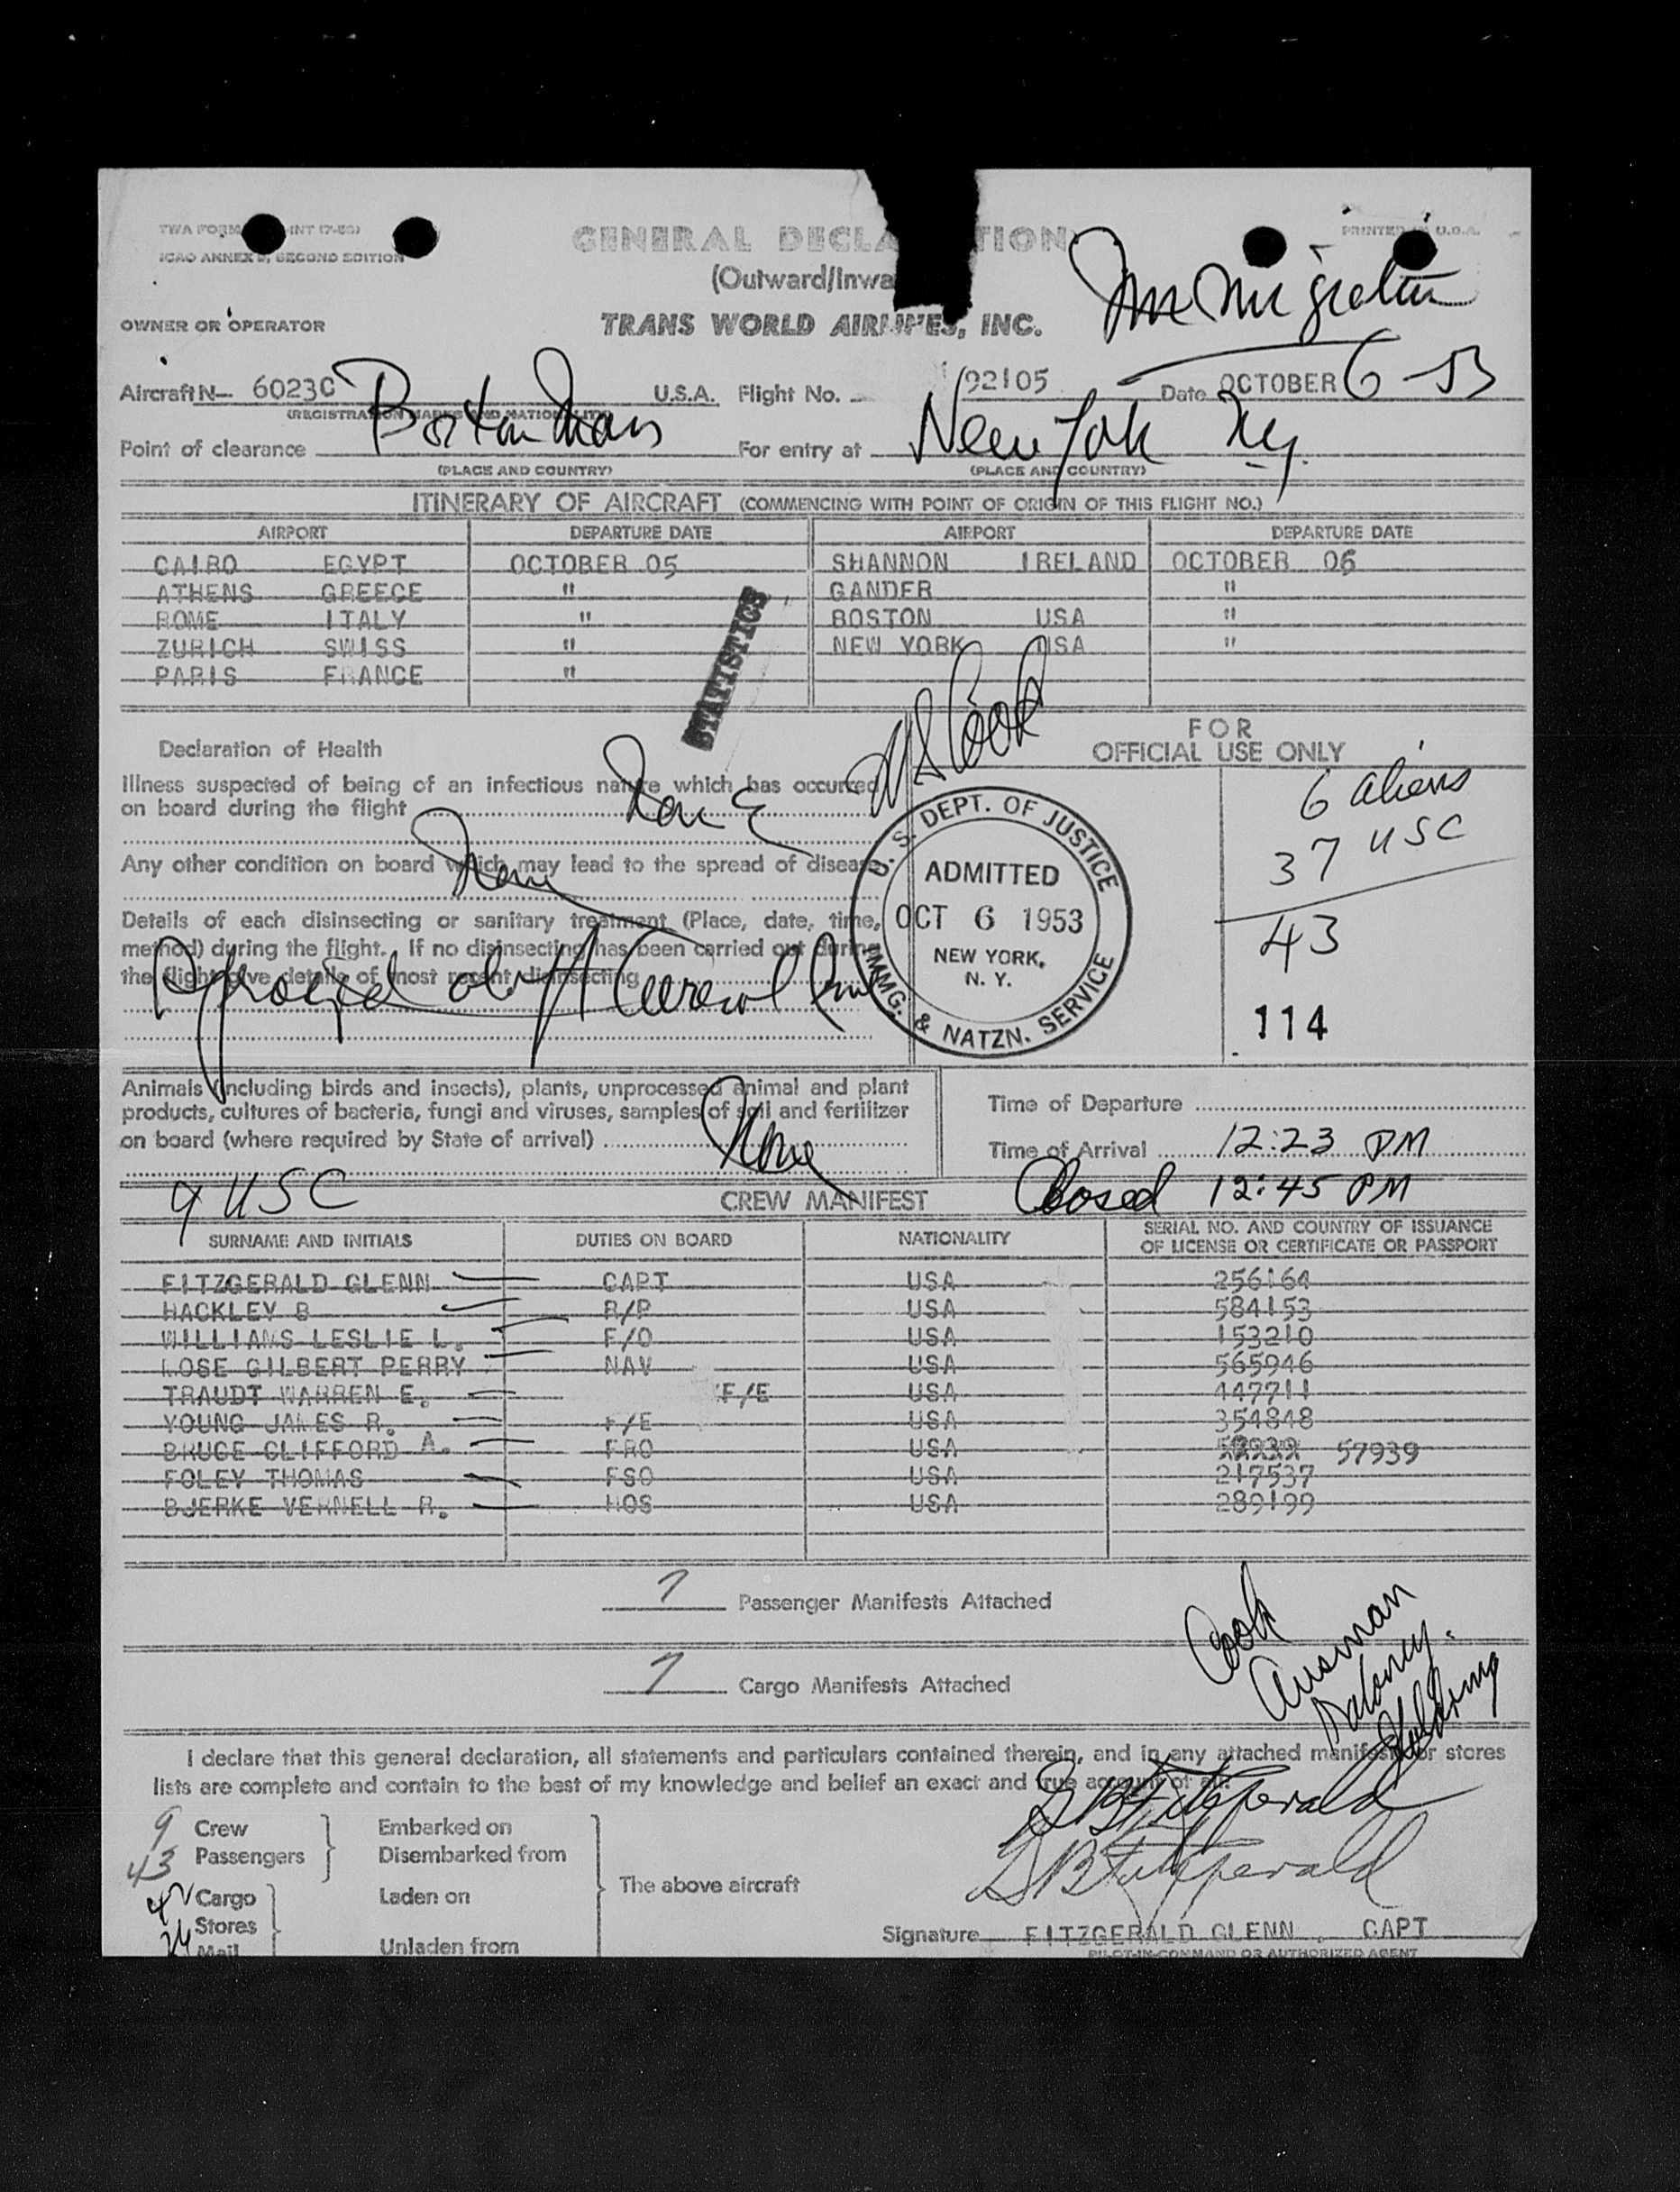 TWA FORM INT (7-50)
ICAO ANNEX 9, SECOND EDITION
PRINTED IN U.S.A.
GENERAL DECLA TION
(Outward/Inwa
Immigration
OWNER OR OPERATOR TRANS WORLD AIRLINES, INC.
Aircraft N— 6023C U.S.A. Flight No. 92105 Date OCTOBER 6 - 53
(REGISTRATION MARKS AND NATIONALITY)
Point of clearance Boston Mass For entry at New York Ny.
(PLACE AND COUNTRY) (PLACE AND COUNTRY)
ITINERARY OF AIRCRAFT (COMMENCING WITH POINT OF ORIGIN OF THIS FLIGHT NO.)
AIRPORT DEPARTURE DATE AIRPORT DEPARTURE DATE
CAIRO EGYPT OCTOBER 05 SHANNON IRELAND OCTOBER 06
ATHENS GREECE " GANDER "
ROME ITALY " BOSTON USA "
ZURICH SWISS " NEW YORK USA "
PARIS FRANCE "
STATISTICS
Declaration of Health
Cook
FOR
OFFICIAL USE ONLY
Illness suspected of being of an infectious nature which has occurred
on board during the flight None
Any other condition on board which may lead to the spread of disease
None
Details of each disinsecting or sanitary treatment (Place, date, time,
method) during the flight. If no disinsecting has been carried out during
the flight give details of most recent disinsecting
U. S. DEPT. OF JUSTICE
ADMITTED
OCT 6 1953
NEW YORK,
N. Y.
IMMG. & NATZN. SERVICE
6 aliens
37 USC
43
114
Animals (including birds and insects), plants, unprocessed animal and plant
products, cultures of bacteria, fungi and viruses, samples of soil and fertilizer
on board (where required by State of arrival) None
Time of Departure
Time of Arrival 12:23 PM
Closed 12:45 PM
9 USC
CREW MANIFEST
SURNAME AND INITIALS DUTIES ON BOARD NATIONALITY SERIAL NO. AND COUNTRY OF ISSUANCE
OF LICENSE OR CERTIFICATE OR PASSPORT
FITZGERALD GLENN CAPT USA 256164
HACKLEY B R/P USA 584153
WILLIAMS LESLIE L. F/O USA 153210
LOSE GILBERT PERRY NAV USA 565946
TRAUDT WARREN E. F/E USA 447711
YOUNG JAMES R. F/E USA 354848
BRUCE CLIFFORD A. FRO USA 57939
FOLEY THOMAS FSO USA 217537
BJERKE VERNELL R. HOS USA 289199
7 Passenger Manifests Attached
7 Cargo Manifests Attached
Cook
Ausman
Maloney
I declare that this general declaration, all statements and particulars contained therein, and in any attached manifests or stores
lists are complete and contain to the best of my knowledge and belief an exact and true account of all.
9 Crew
43 Passengers
Embarked on
Disembarked from
Cargo
Stores
24 Mail
Laden on
Unladen from
The above aircraft
G B Fitzgerald
G B Fitzgerald
Signature FITZGERALD GLENN . CAPT
PILOT-IN-COMMAND OR AUTHORIZED AGENT